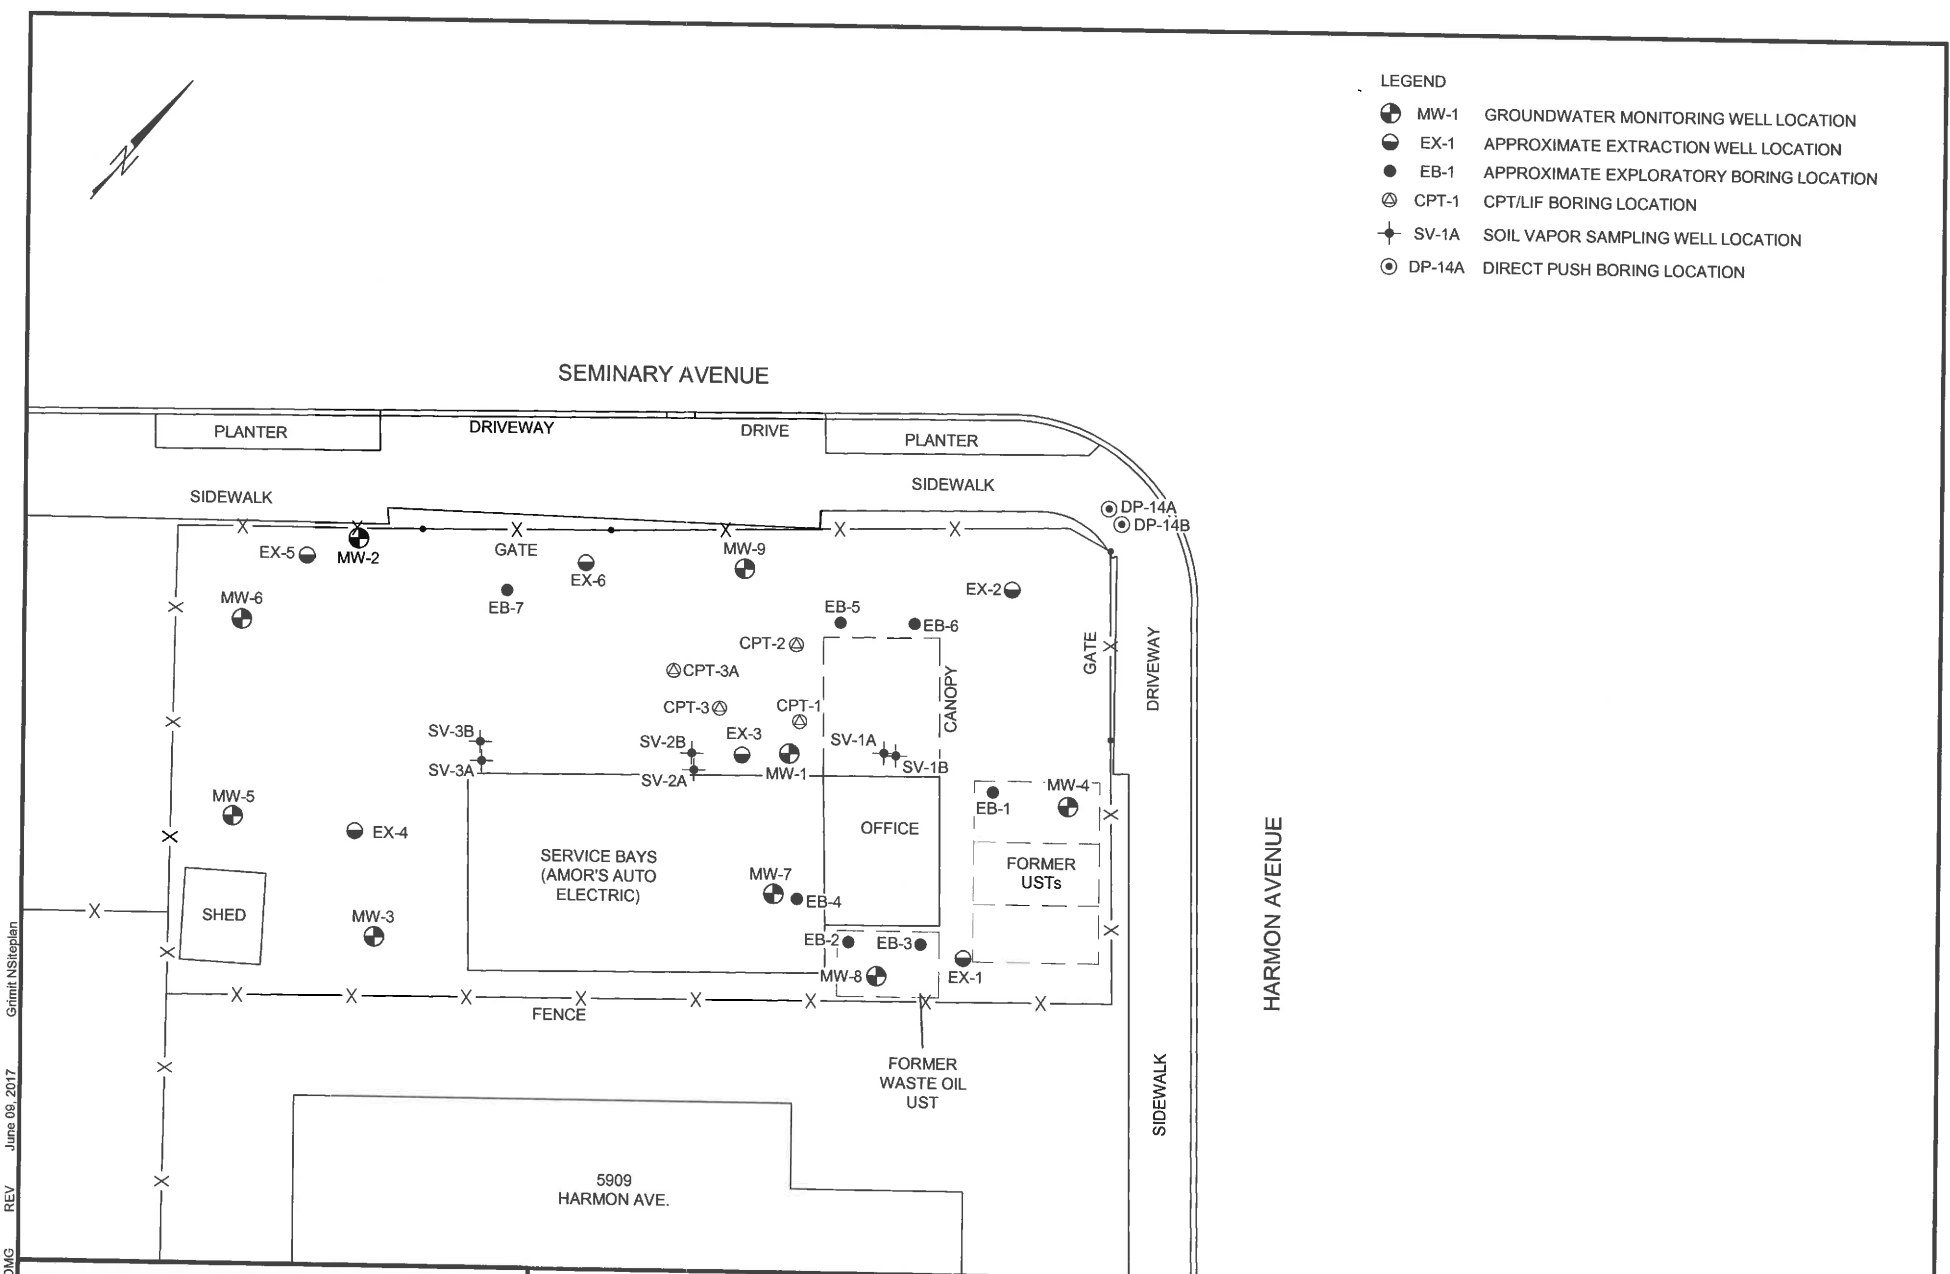 LEGEND
MW-1 GROUNDWATER MONITORING WELL LOCATION
EX-1 APPROXIMATE EXTRACTION WELL LOCATION
EB-1 APPROXIMATE EXPLORATORY BORING LOCATION
CPT-1 CPT/LIF BORING LOCATION
SV-1A SOIL VAPOR SAMPLING WELL LOCATION
DP-14A DIRECT PUSH BORING LOCATION
N
SEMINARY AVENUE
PLANTER
DRIVEWAY
DRIVE
PLANTER
SIDEWALK
SIDEWALK
DP-14A
DP-14B
EX-5
MW-2
GATE
EX-6
MW-9
EX-2
MW-6
EB-7
EB-5
EB-6
CPT-2
CPT-3A
CANOPY
GATE
DRIVEWAY
CPT-3
CPT-1
SV-3B
SV-2B
EX-3
SV-1A
SV-3A
SV-2A
MW-1
SV-1B
MW-5
EX-4
EB-1
MW-4
OFFICE
SERVICE BAYS
(AMOR'S AUTO
ELECTRIC)
FORMER
USTs
MW-7
EB-4
SHED
MW-3
EB-2
EB-3
MW-8
EX-1
FENCE
HARMON AVENUE
FORMER
WASTE OIL
UST
SIDEWALK
5909
HARMON AVE.
DMG REV June 09, 2017 Grimit NSiteplan